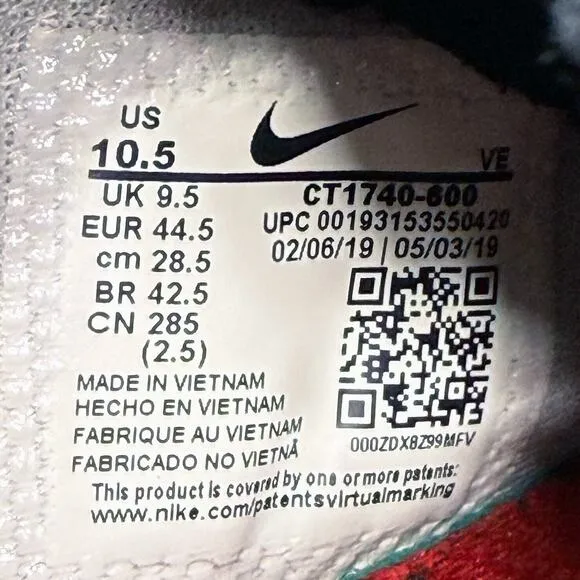 US
10.5
VE
UK 9.5
CT1740-600
EUR 44.5
UPC 00193153550420
cm 28.5
02/06/19 | 05/03/19
BR 42.5
CN 285
(2.5)
MADE IN VIETNAM
HECHO EN VIETNAM
FABRIQUE AU VIETNAM
FABRICADO NO VIETNÃ
000ZDX8Z99MFV
This product is covered by one or more patents:
www.nike.com/patentsvirtualmarking